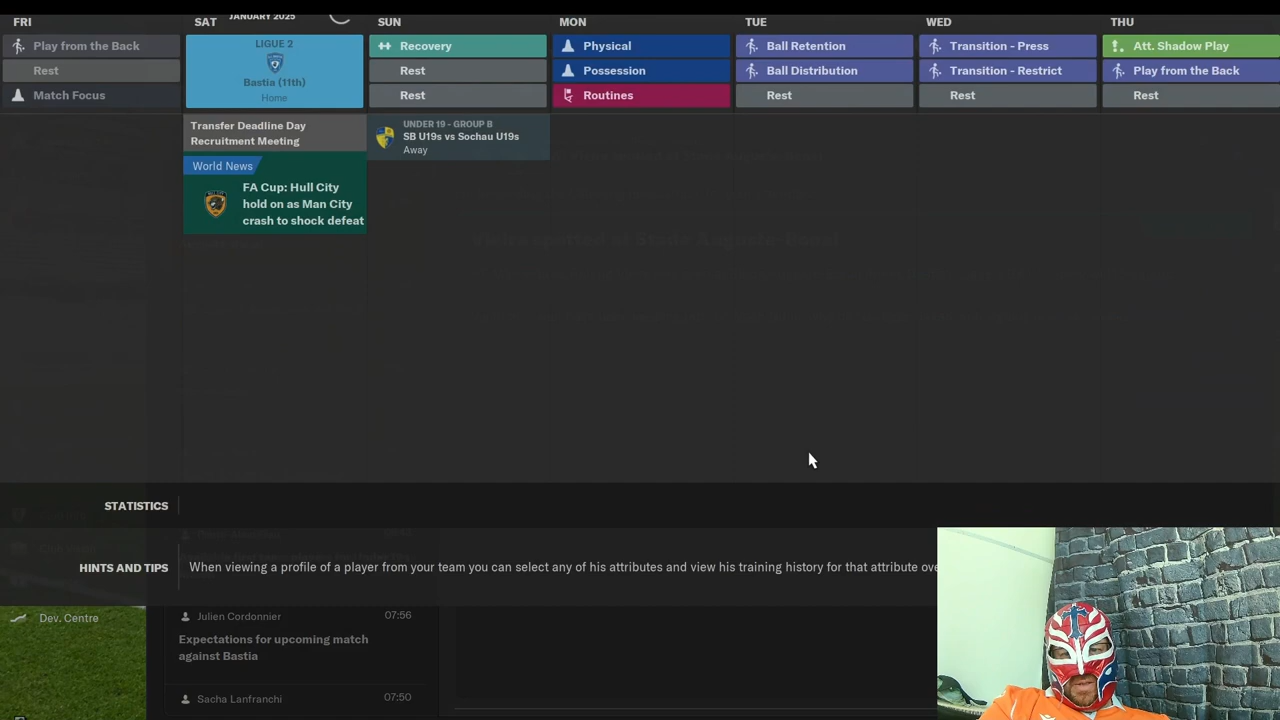 FRI
SAT
JANUARY 2025
SUN
MON
TUE
WED
THU
Play from the Back
Rest
Match Focus
LIGUE 2
Bastia (11th)
Home
Recovery
Rest
Rest
Physical
Possession
Routines
Ball Retention
Ball Distribution
Rest
Transition - Press
Transition - Restrict
Rest
Att. Shadow Play
Play from the Back
Rest
Transfer Deadline Day
Recruitment Meeting
World News
FA Cup: Hull City
hold on as Man City
crash to shock defeat
UNDER 19 - GROUP B
SB U19s vs Sochau U19s
Away
STATISTICS
HINTS AND TIPS
When viewing a profile of a player from your team you can select any of his attributes and view his training history for that attribute ove
Dev. Centre
Julien Cordonnier
07:56
Expectations for upcoming match
against Bastia
Sacha Lanfranchi
07:50